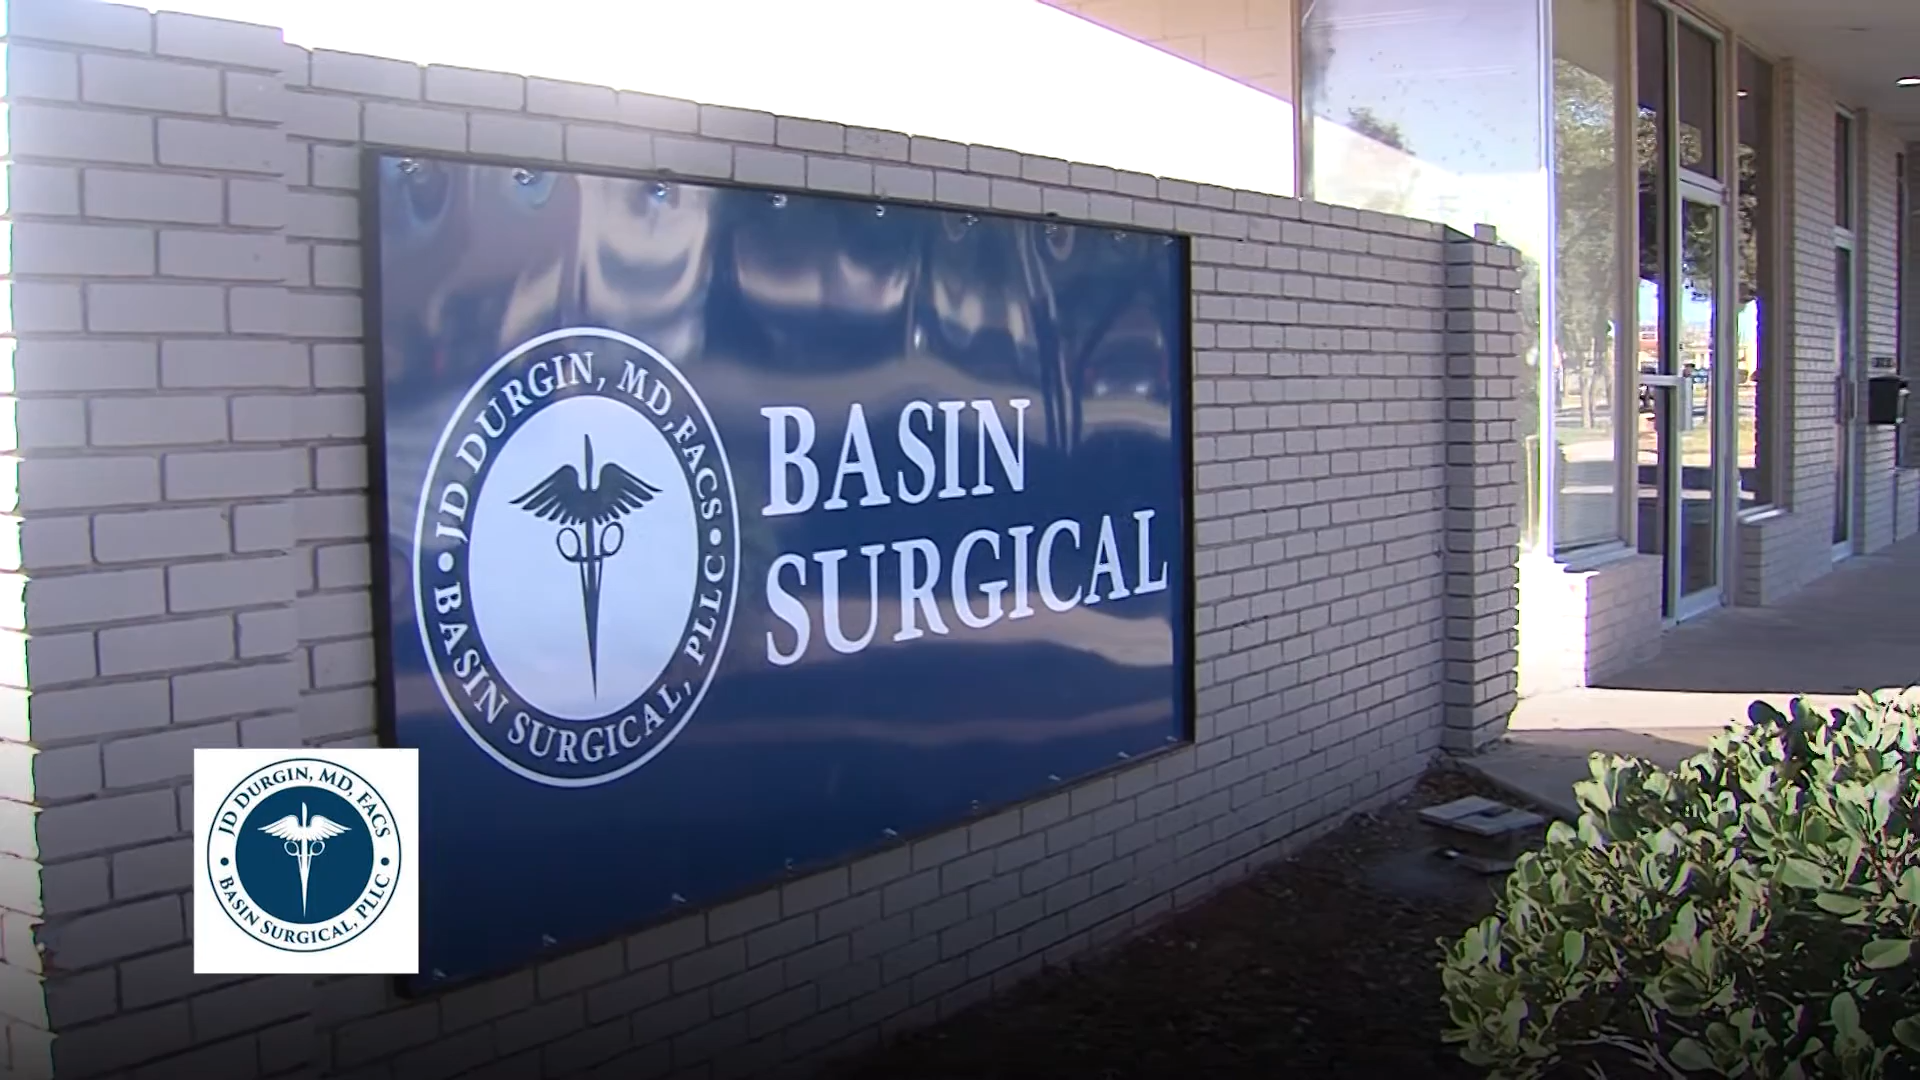 JD DURGIN, MD, FACS
• BASIN SURGICAL, PLLC •
BASIN
SURGICAL
JD DURGIN, MD, FACS
• BASIN SURGICAL, PLLC •